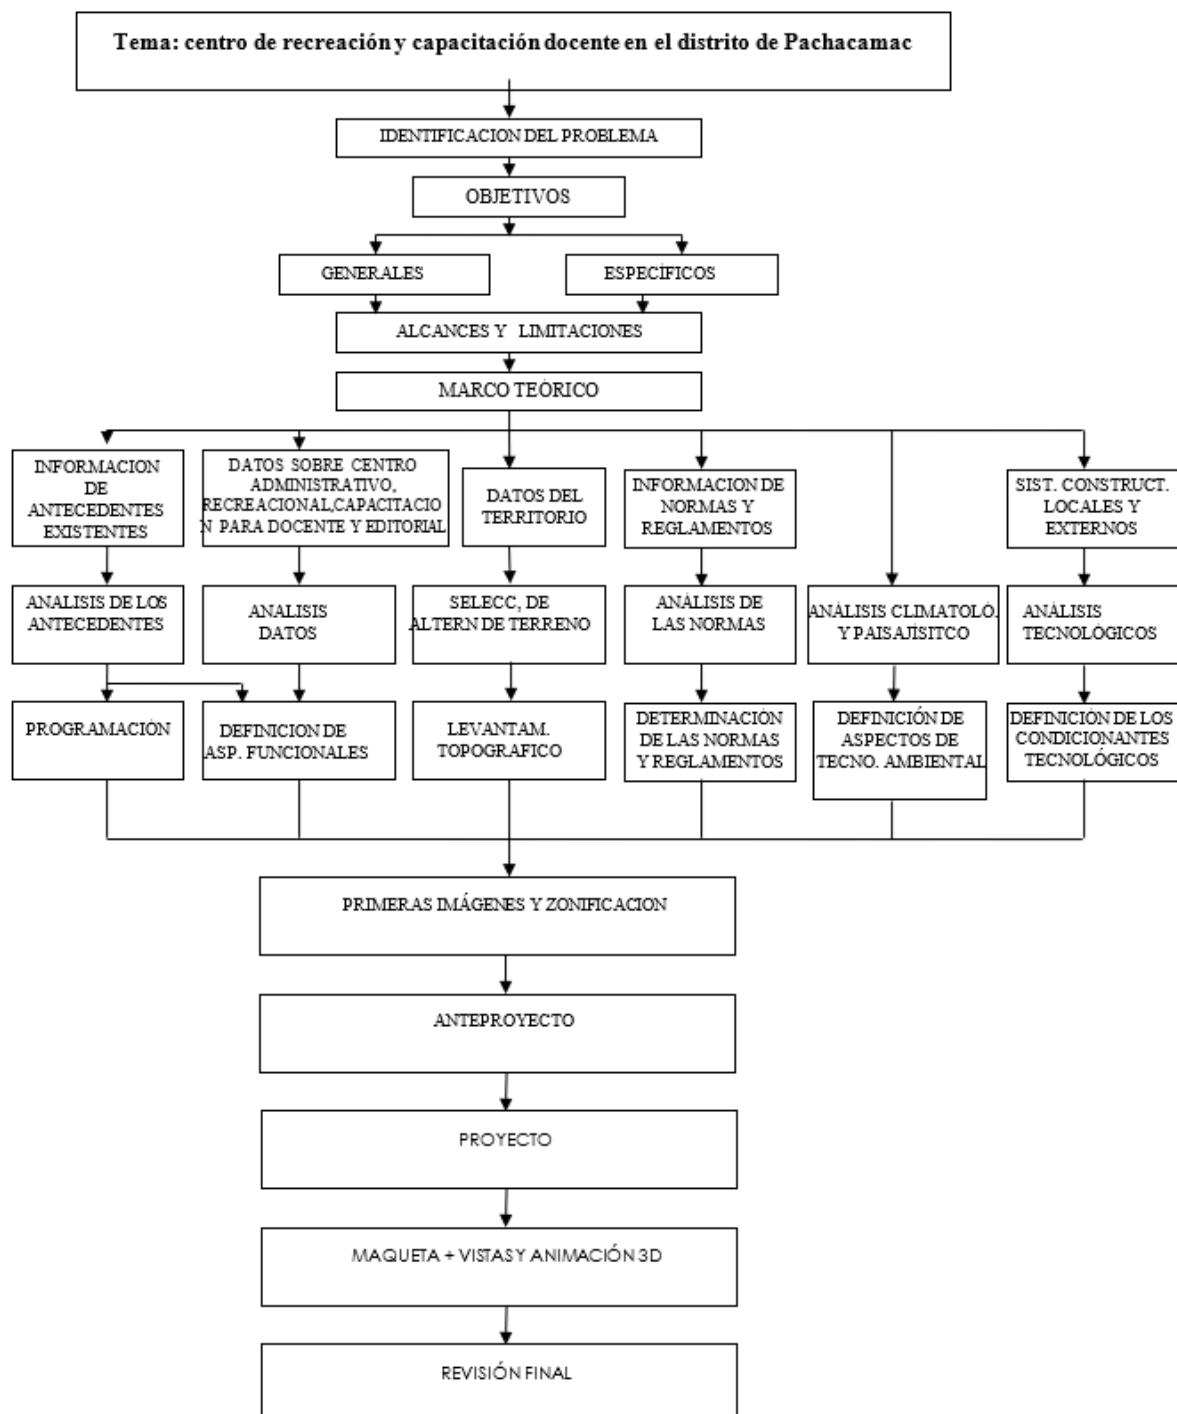 Tema: centro de recreación y capacitación docente en el distrito de Pachacamac
IDENTIFICACION DEL PROBLEMA
OBJETIVOS
GENERALES
ESPECÍFICOS
ALCANCES Y LIMITACIONES
MARCO TEÓRICO
INFORMACION
DE
ANTECEDENTES
EXISTENTES
DATOS SOBRE CENTRO
ADMINISTRATIVO,
RECREACIONAL,CAPACITACIO
N PARA DOCENTE Y EDITORIAL
DATOS DEL
TERRITORIO
INFORMACION DE
NORMAS Y
REGLAMENTOS
SIST. CONSTRUCT.
LOCALES Y
EXTERNOS
ANALISIS DE LOS
ANTECEDENTES
ANALISIS
DATOS
SELECC, DE
ALTERN DE TERRENO
ANÁLISIS DE
LAS NORMAS
ANÁLISIS CLIMATOLÓ.
Y PAISAJÍSITCO
ANÁLISIS
TECNOLÓGICOS
PROGRAMACIÓN
DEFINICION DE
ASP. FUNCIONALES
LEVANTAM.
TOPOGRAFICO
DETERMINACIÓN
DE LAS NORMAS
Y REGLAMENTOS
DEFINICIÓN DE
ASPECTOS DE
TECNO. AMBIENTAL
DEFINICIÓN DE LOS
CONDICIONANTES
TECNOLÓGICOS
PRIMERAS IMÁGENES Y ZONIFICACION
ANTEPROYECTO
PROYECTO
MAQUETA + VISTAS Y ANIMACIÓN 3D
REVISIÓN FINAL